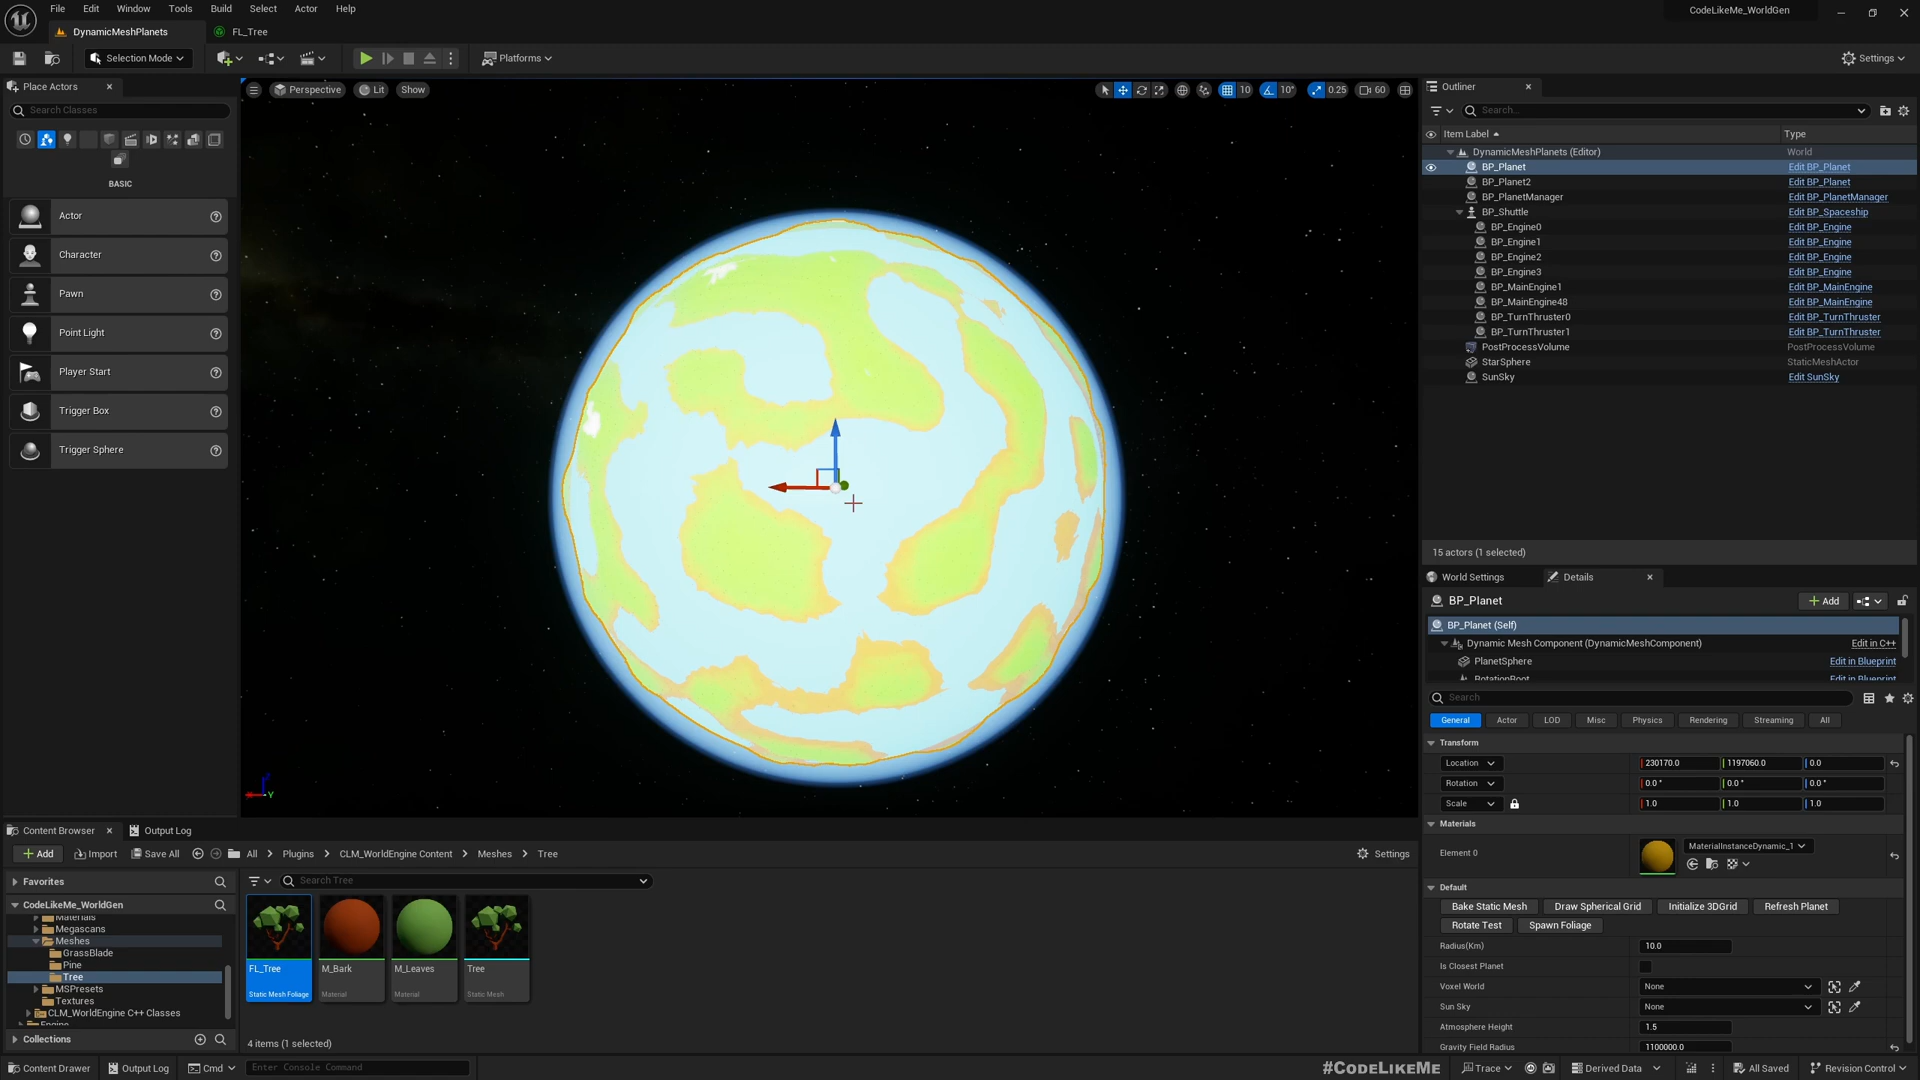 File Edit Window Tools Build Select Actor Help
CodeLikeMe_WorldGen
DynamicMeshPlanets
FL_Tree
Selection Mode
Platforms
Settings
Place Actors
Search Classes
BASIC
Actor
Character
Pawn
Point Light
Player Start
Trigger Box
Trigger Sphere
Perspective Lit Show
10 10° 0.25 60
Outliner
Search...
Item Label Type
DynamicMeshPlanets (Editor) World
BP_Planet Edit BP_Planet
BP_Planet2 Edit BP_Planet
BP_PlanetManager Edit BP_PlanetManager
BP_Shuttle Edit BP_Spaceship
BP_Engine0 Edit BP_Engine
BP_Engine1 Edit BP_Engine
BP_Engine2 Edit BP_Engine
BP_Engine3 Edit BP_Engine
BP_MainEngine1 Edit BP_MainEngine
BP_MainEngine48 Edit BP_MainEngine
BP_TurnThruster0 Edit BP_TurnThruster
BP_TurnThruster1 Edit BP_TurnThruster
PostProcessVolume PostProcessVolume
StarSphere StaticMeshActor
SunSky Edit SunSky
15 actors (1 selected)
World Settings Details
BP_Planet
Add
BP_Planet (Self)
Dynamic Mesh Component (DynamicMeshComponent) Edit in C++
PlanetSphere Edit in Blueprint
RotationRoot Edit in Blueprint
Search
General Actor LOD Misc Physics Rendering Streaming All
Transform
Location 230170.0 1197060.0 0.0
Rotation 0.0 ° 0.0 ° 0.0 °
Scale 1.0 1.0 1.0
Materials
Element 0 MaterialInstanceDynamic_1
Default
Bake Static Mesh Draw Spherical Grid Initialize 3DGrid Refresh Planet
Rotate Test Spawn Foliage
Radius(Km) 10.0
Is Closest Planet
Voxel World None
Sun Sky None
Atmosphere Height 1.5
Gravity Field Radius 1100000.0
Y
Content Browser Output Log
Add Import Save All All Plugins CLM_WorldEngine Content Meshes Tree Settings
Favorites
Search Tree
CodeLikeMe_WorldGen
Materials
Megascans
Meshes
GrassBlade
Pine
Tree
MSPresets
Textures
CLM_WorldEngine C++ Classes
Engine
Collections
FL_Tree
Static Mesh Foliage
M_Bark
Material
M_Leaves
Material
Tree
Static Mesh
4 items (1 selected)
Content Drawer Output Log Cmd Enter Console Command
#CodeLikeMe
Trace Derived Data All Saved Revision Control